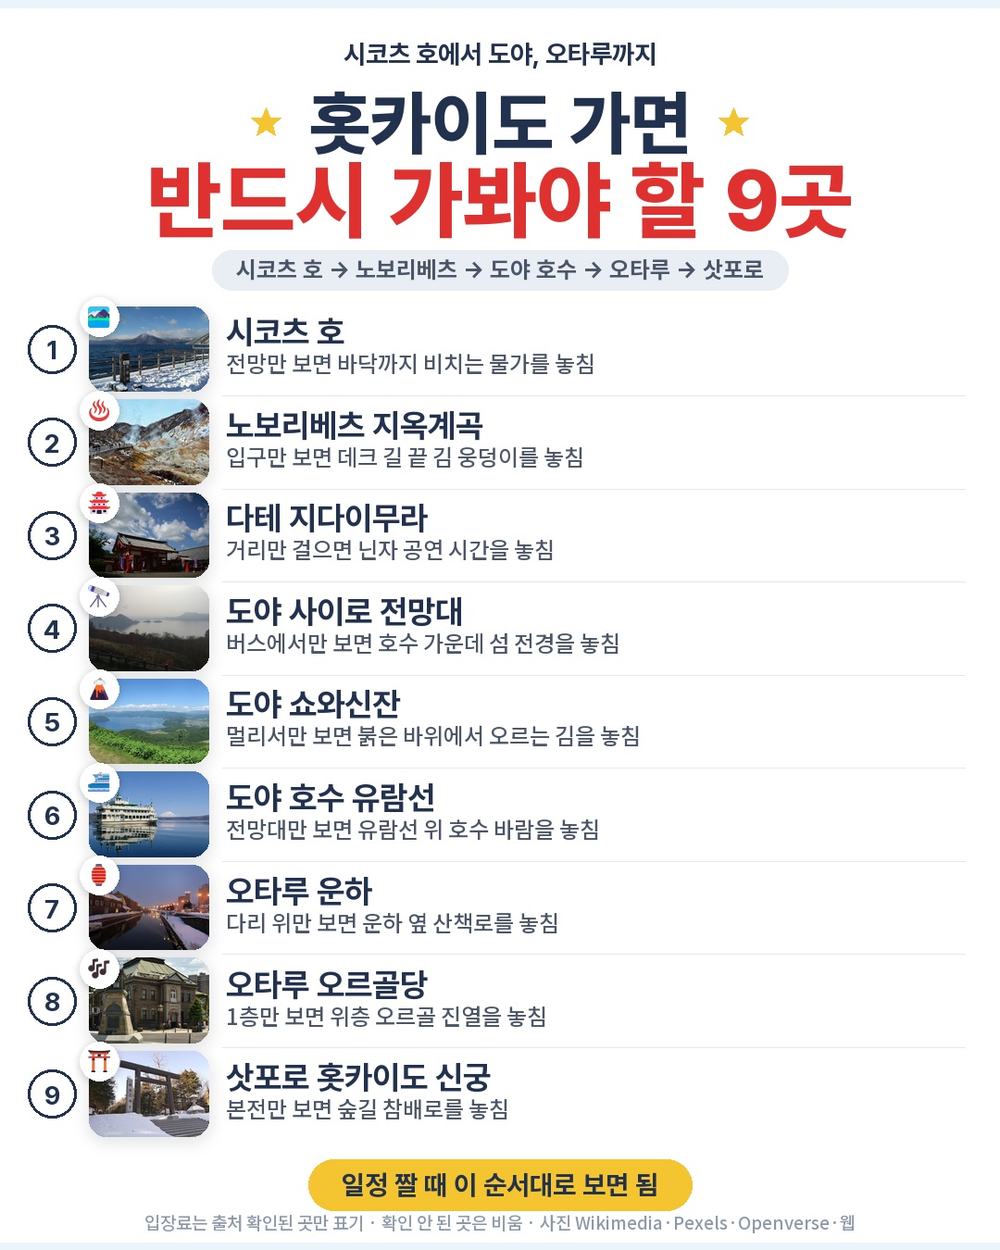 시코츠 호에서 도야, 오타루까지
홋카이도 가면
반드시 가봐야 할 9곳
시코츠 호 → 노보리베츠 → 도야 호수 → 오타루 → 삿포로
1
시코츠 호
전망만 보면 바닥까지 비치는 물가를 놓침
2
노보리베츠 지옥계곡
입구만 보면 데크 길 끝 김 웅덩이를 놓침
3
다테 지다이무라
거리만 걸으면 닌자 공연 시간을 놓침
4
도야 사이로 전망대
버스에서만 보면 호수 가운데 섬 전경을 놓침
5
도야 쇼와신잔
멀리서만 보면 붉은 바위에서 오르는 김을 놓침
6
도야 호수 유람선
전망대만 보면 유람선 위 호수 바람을 놓침
7
오타루 운하
다리 위만 보면 운하 옆 산책로를 놓침
8
오타루 오르골당
1층만 보면 위층 오르골 진열을 놓침
9
삿포로 홋카이도 신궁
본전만 보면 숲길 참배로를 놓침
일정 짤 때 이 순서대로 보면 됨
입장료는 출처 확인된 곳만 표기 · 확인 안 된 곳은 비움 · 사진 Wikimedia · Pexels · Openverse · 웹